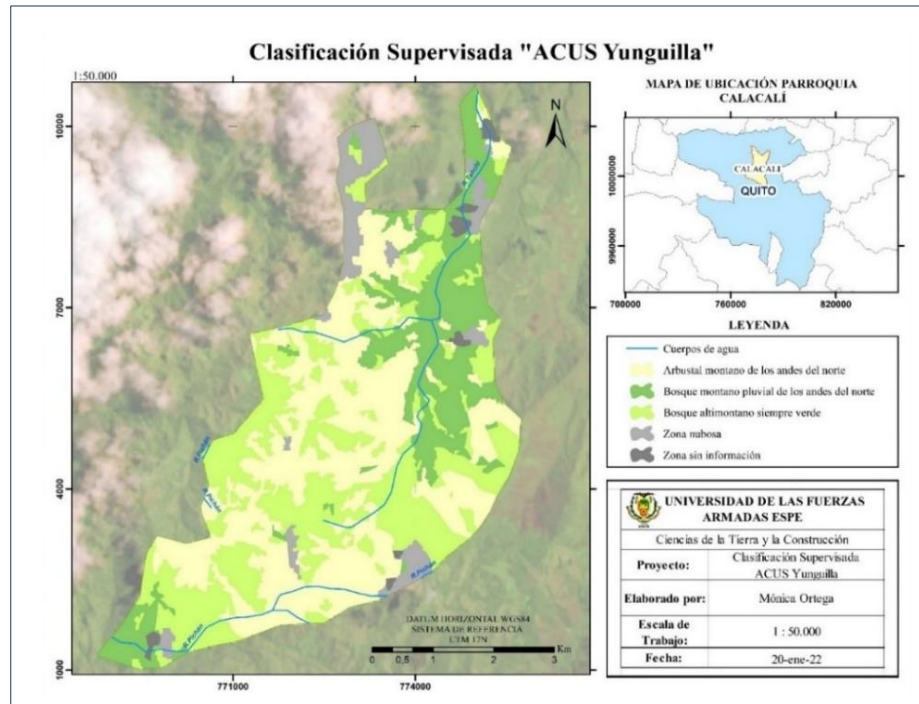 Clasificación Supervisada "ACUS Yunguilla"
1:50.000
N
10000
7000
4000
1000
771000
774000
R.Pichán
R.Pichán
R.Pichán
R.Pichán
DATUM HORIZONTAL WGS84
SISTEMA DE REFERENCIA
UTM 17N
Km
0 0,5 1 2 3
MAPA DE UBICACIÓN PARROQUIA
CALACALÍ
CALACALÍ
QUITO
10000000
9960000
700000
760000
820000
LEYENDA
Cuerpos de agua
Arbustal montano de los andes del norte
Bosque montano pluvial de los andes del norte
Bosque altimontano siempre verde
Zona nubosa
Zona sin información
UNIVERSIDAD DE LAS FUERZAS
ARMADAS ESPE
Ciencias de la Tierra y la Construcción
Proyecto: Clasificación Supervisada
ACUS Yunguilla
Elaborado por: Mónica Ortega
Escala de
Trabajo: 1 : 50.000
Fecha: 20-ene-22